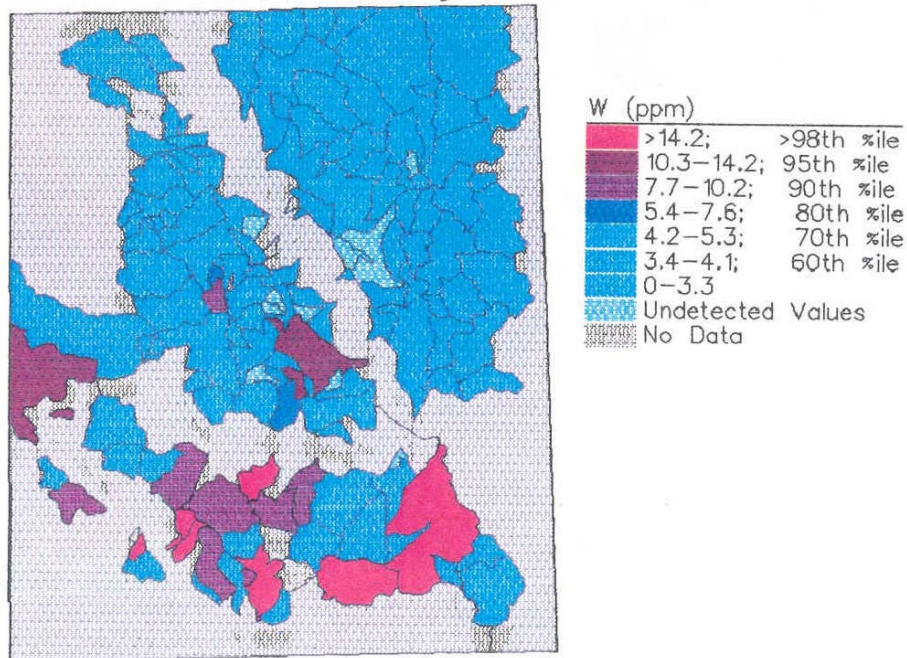 W (ppm)
>14.2; >98th %ile
10.3–14.2; 95th %ile
7.7–10.2; 90th %ile
5.4–7.6; 80th %ile
4.2–5.3; 70th %ile
3.4–4.1; 60th %ile
0–3.3
Undetected Values
No Data